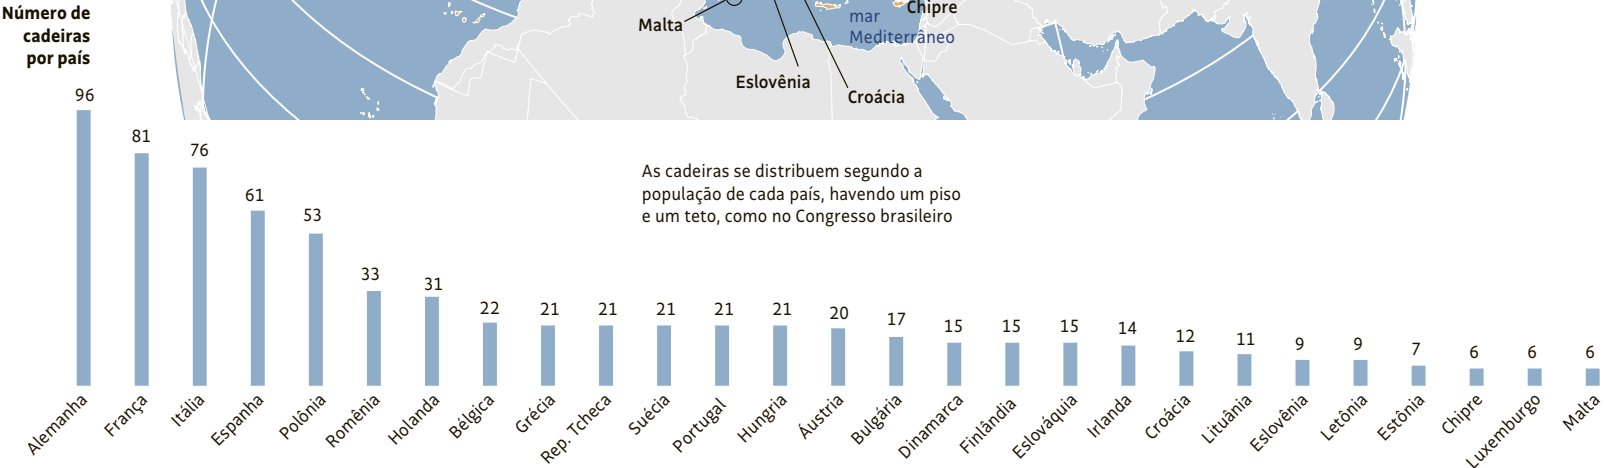 Número de
cadeiras
por país
Malta
Chipre
mar
Mediterrâneo
Eslovênia
Croácia
As cadeiras se distribuem segundo a
população de cada país, havendo um piso
e um teto, como no Congresso brasileiro
96
81
76
61
53
33
31
22
21
21
21
21
21
20
17
15
15
15
14
12
11
9
9
7
6
6
6
Alemanha
França
Itália
Espanha
Polônia
Romênia
Holanda
Bélgica
Grécia
Rep. Tcheca
Suécia
Portugal
Hungria
Áustria
Bulgária
Dinamarca
Finlândia
Eslováquia
Irlanda
Croácia
Lituânia
Eslovênia
Letônia
Estônia
Chipre
Luxemburgo
Malta